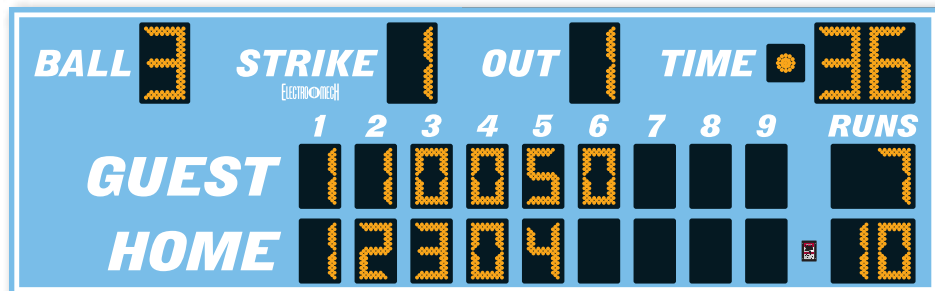 BALL 3 STRIKE 1 OUT 1 TIME 36
ELECTRO-MECH
1 2 3 4 5 6 7 8 9 RUNS
GUEST 1 1 0 0 5 0 7
HOME 1 2 3 0 4 10